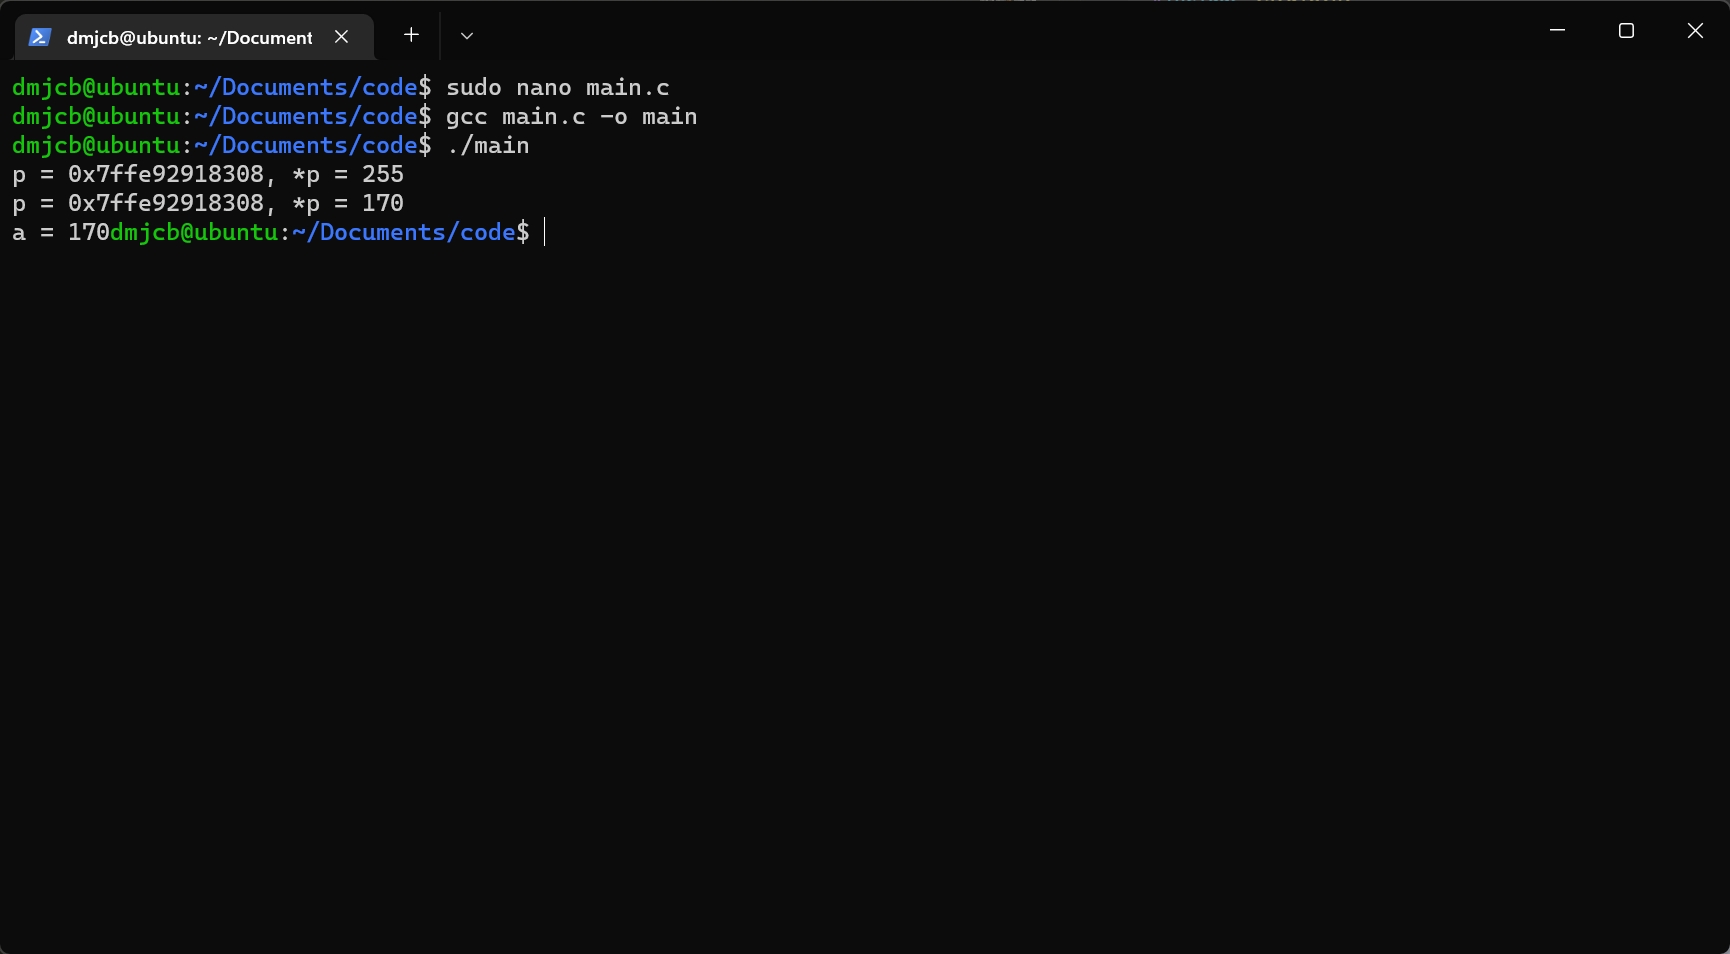 dmjcb@ubuntu: ~/Document
dmjcb@ubuntu:~/Documents/code$ sudo nano main.c
dmjcb@ubuntu:~/Documents/code$ gcc main.c -o main
dmjcb@ubuntu:~/Documents/code$ ./main
p = 0x7ffe92918308, *p = 255
p = 0x7ffe92918308, *p = 170
a = 170dmjcb@ubuntu:~/Documents/code$